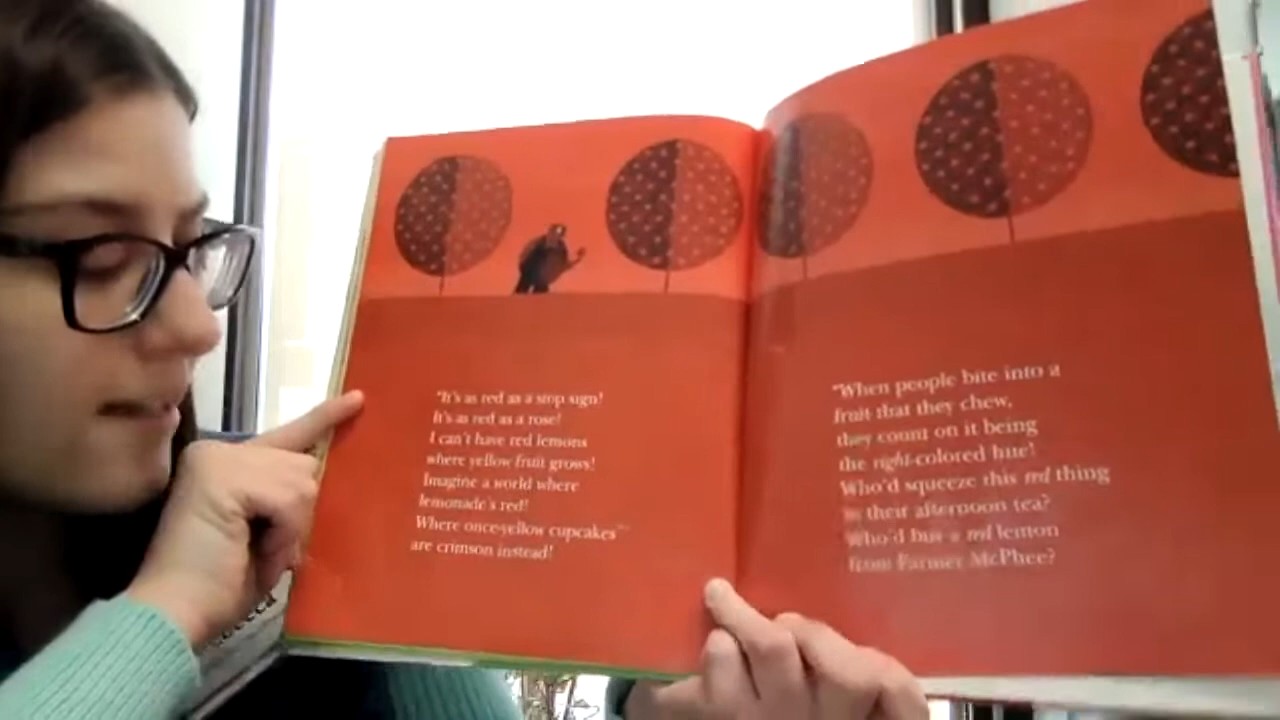 "It's as red as a stop sign!
It's as red as a rose!
I can't have red lemons
where yellow fruit grows!
Imagine a world where
lemonade's red!
Where once-yellow cupcakes
are crimson instead!
"When people bite into a
fruit that they chew,
they count on it being
the right-colored hue!
Who'd squeeze this red thing
in their afternoon tea?
Who'd buy a red lemon
from Farmer McPhee?